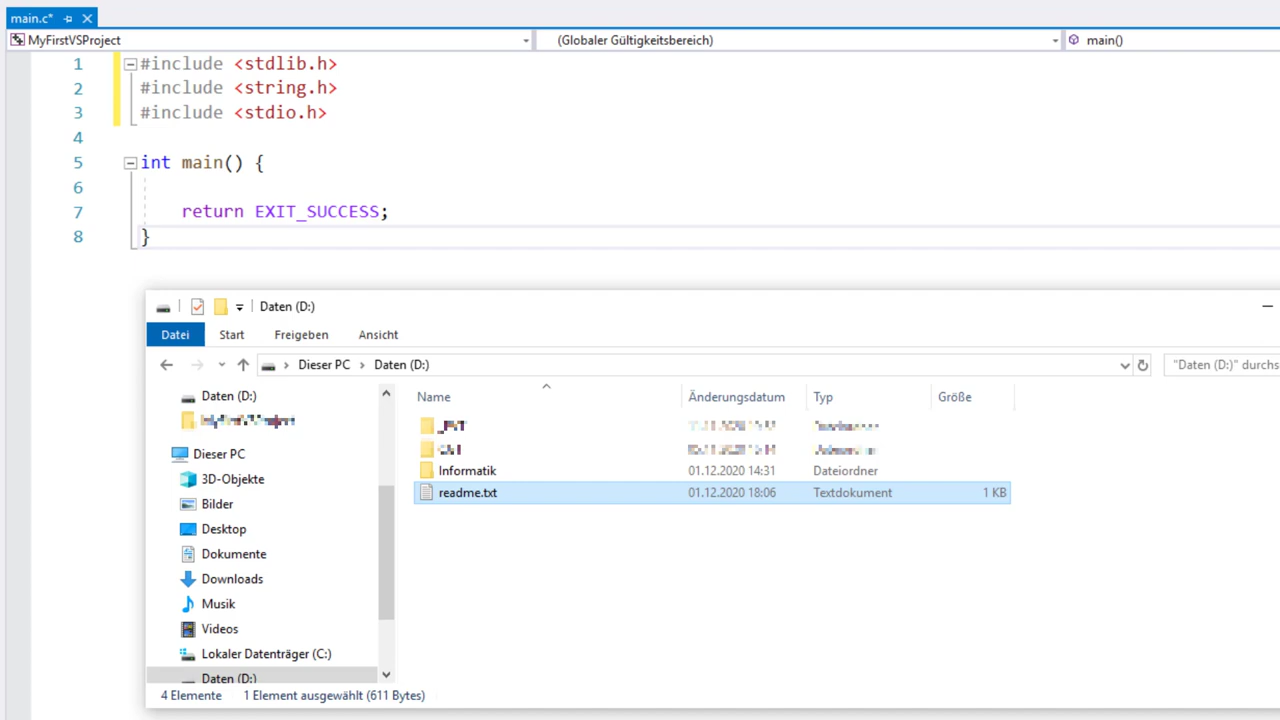 main.c*
MyFirstVSProject (Globaler Gültigkeitsbereich) main()
1 #include <stdlib.h>
2 #include <string.h>
3 #include <stdio.h>
4
5 int main() {
6
7 return EXIT_SUCCESS;
8 }
Daten (D:)
Datei Start Freigeben Ansicht
Dieser PC > Daten (D:) "Daten (D:)" durchs
Name Änderungsdatum Typ Größe
Daten (D:)
Dieser PC
3D-Objekte
Bilder
Desktop
Dokumente
Downloads
Musik
Videos
Lokaler Datenträger (C:)
Daten (D:)
Informatik 01.12.2020 14:31 Dateiordner
readme.txt 01.12.2020 18:06 Textdokument 1 KB
4 Elemente 1 Element ausgewählt (611 Bytes)